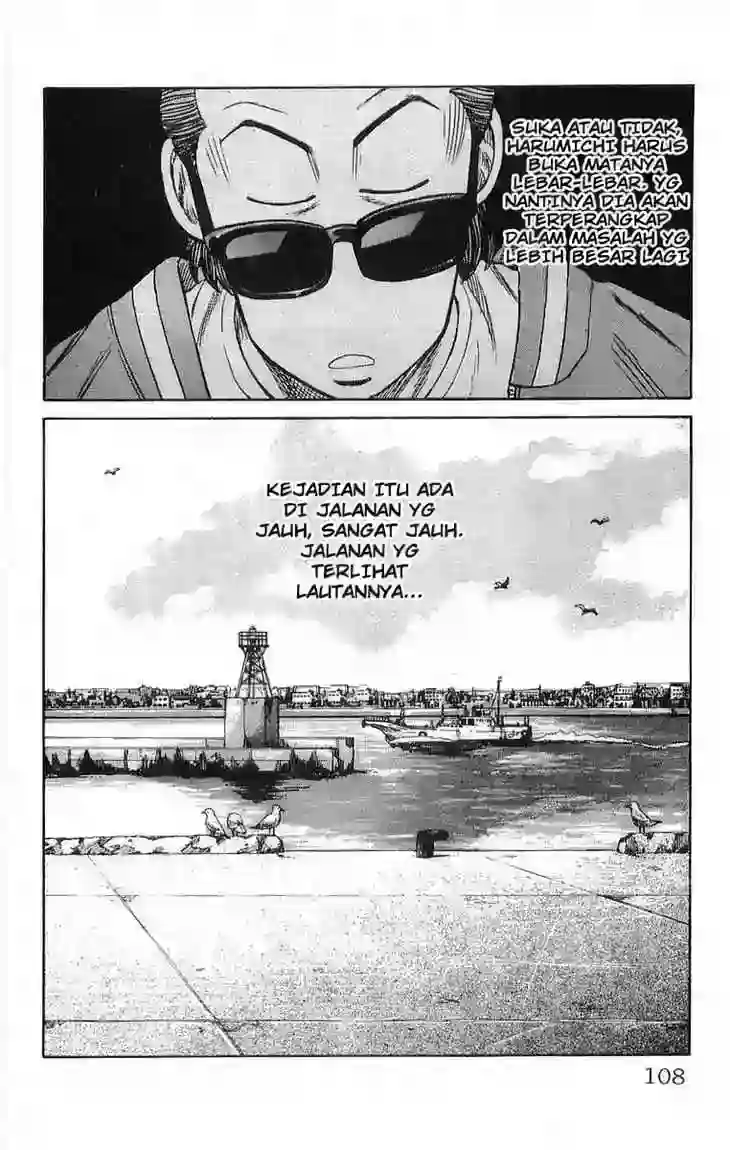 SUKA ATAU TIDAK,
HARUMICHI HARUS
BUKA MATANYA
LEBAR-LEBAR. YG
NANTINYA DIA AKAN
TERPERANGKAP
DALAM MASALAH YG
LEBIH BESAR LAGI
KEJADIAN ITU ADA
DI JALANAN YG
JAUH, SANGAT JAUH.
JALANAN YG
TERLIHAT
LAUTANNYA...
108